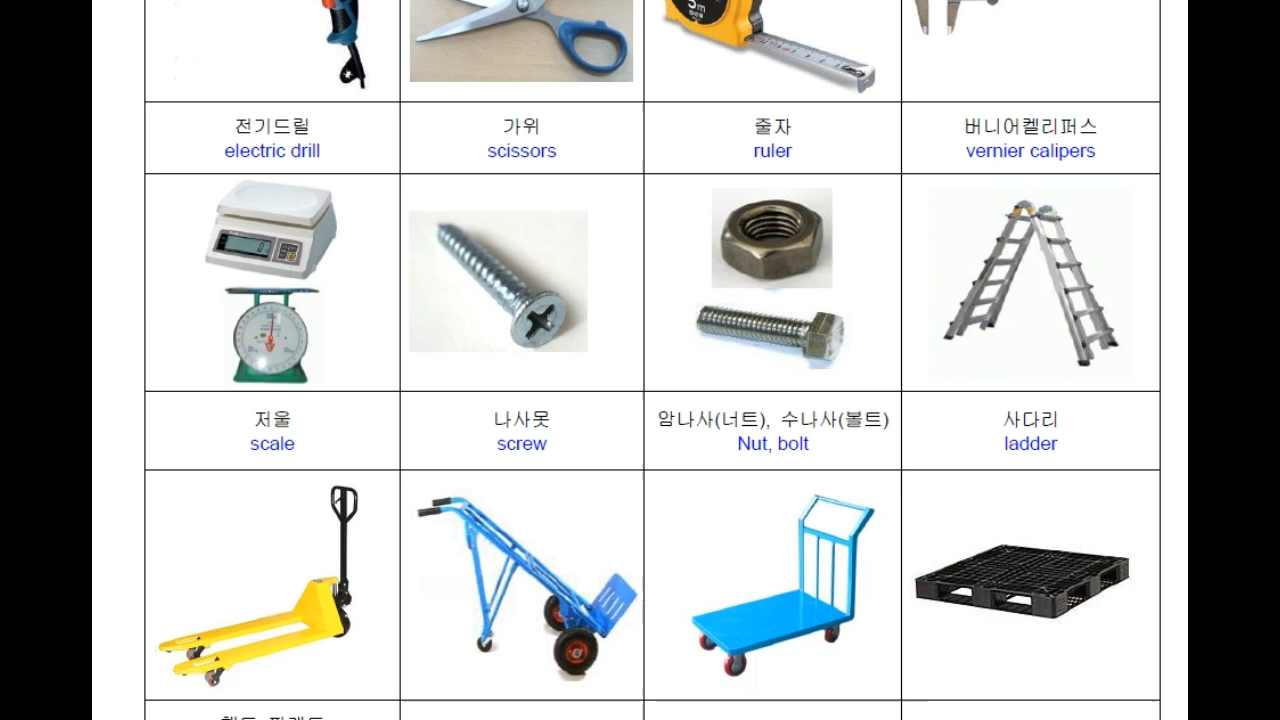 5m
전기드릴
electric drill
가위
scissors
줄자
ruler
버니어켈리퍼스
vernier calipers
저울
scale
나사못
screw
암나사(너트), 수나사(볼트)
Nut, bolt
사다리
ladder